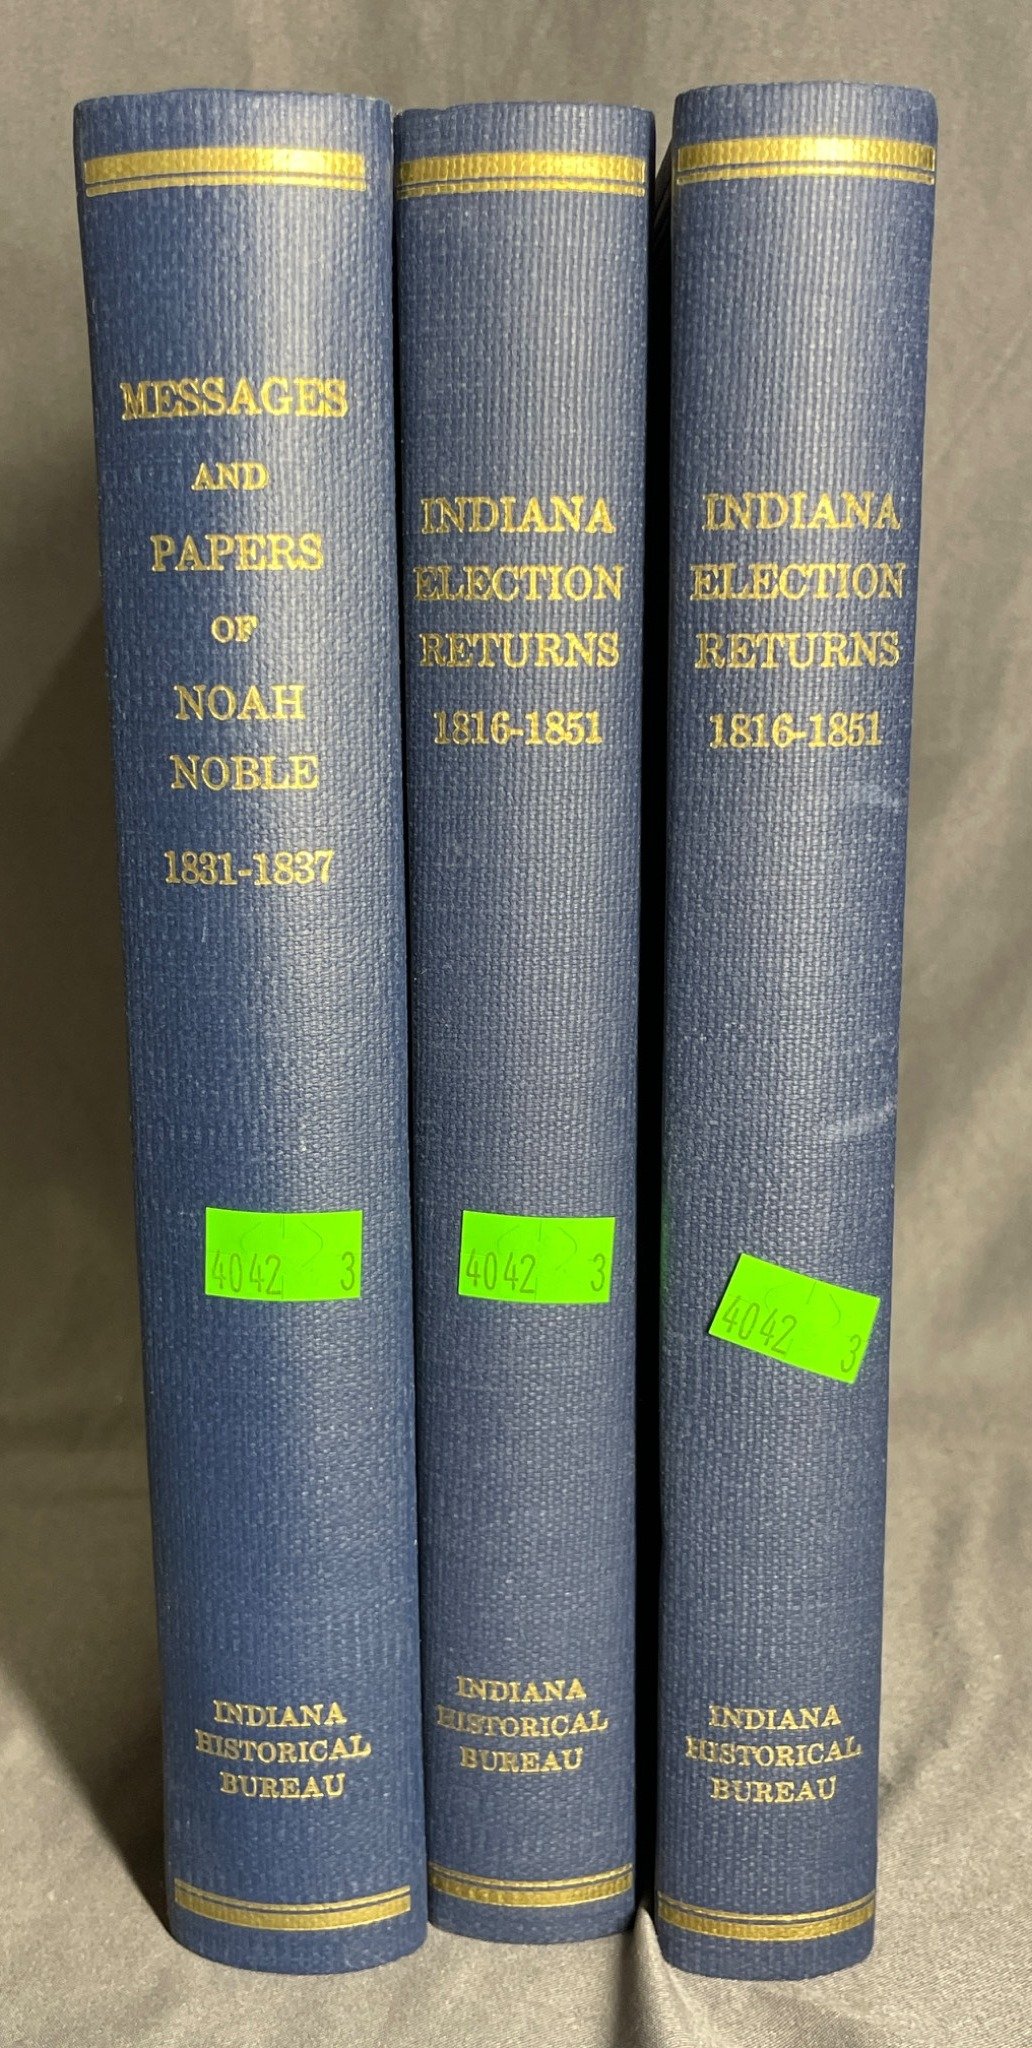 MESSAGES
AND
PAPERS
OF
NOAH
NOBLE
1831-1837
4042 3
INDIANA
HISTORICAL
BUREAU
INDIANA
ELECTION
RETURNS
1816-1851
4042 3
INDIANA
HISTORICAL
BUREAU
INDIANA
ELECTION
RETURNS
1816-1851
4042 3
INDIANA
HISTORICAL
BUREAU